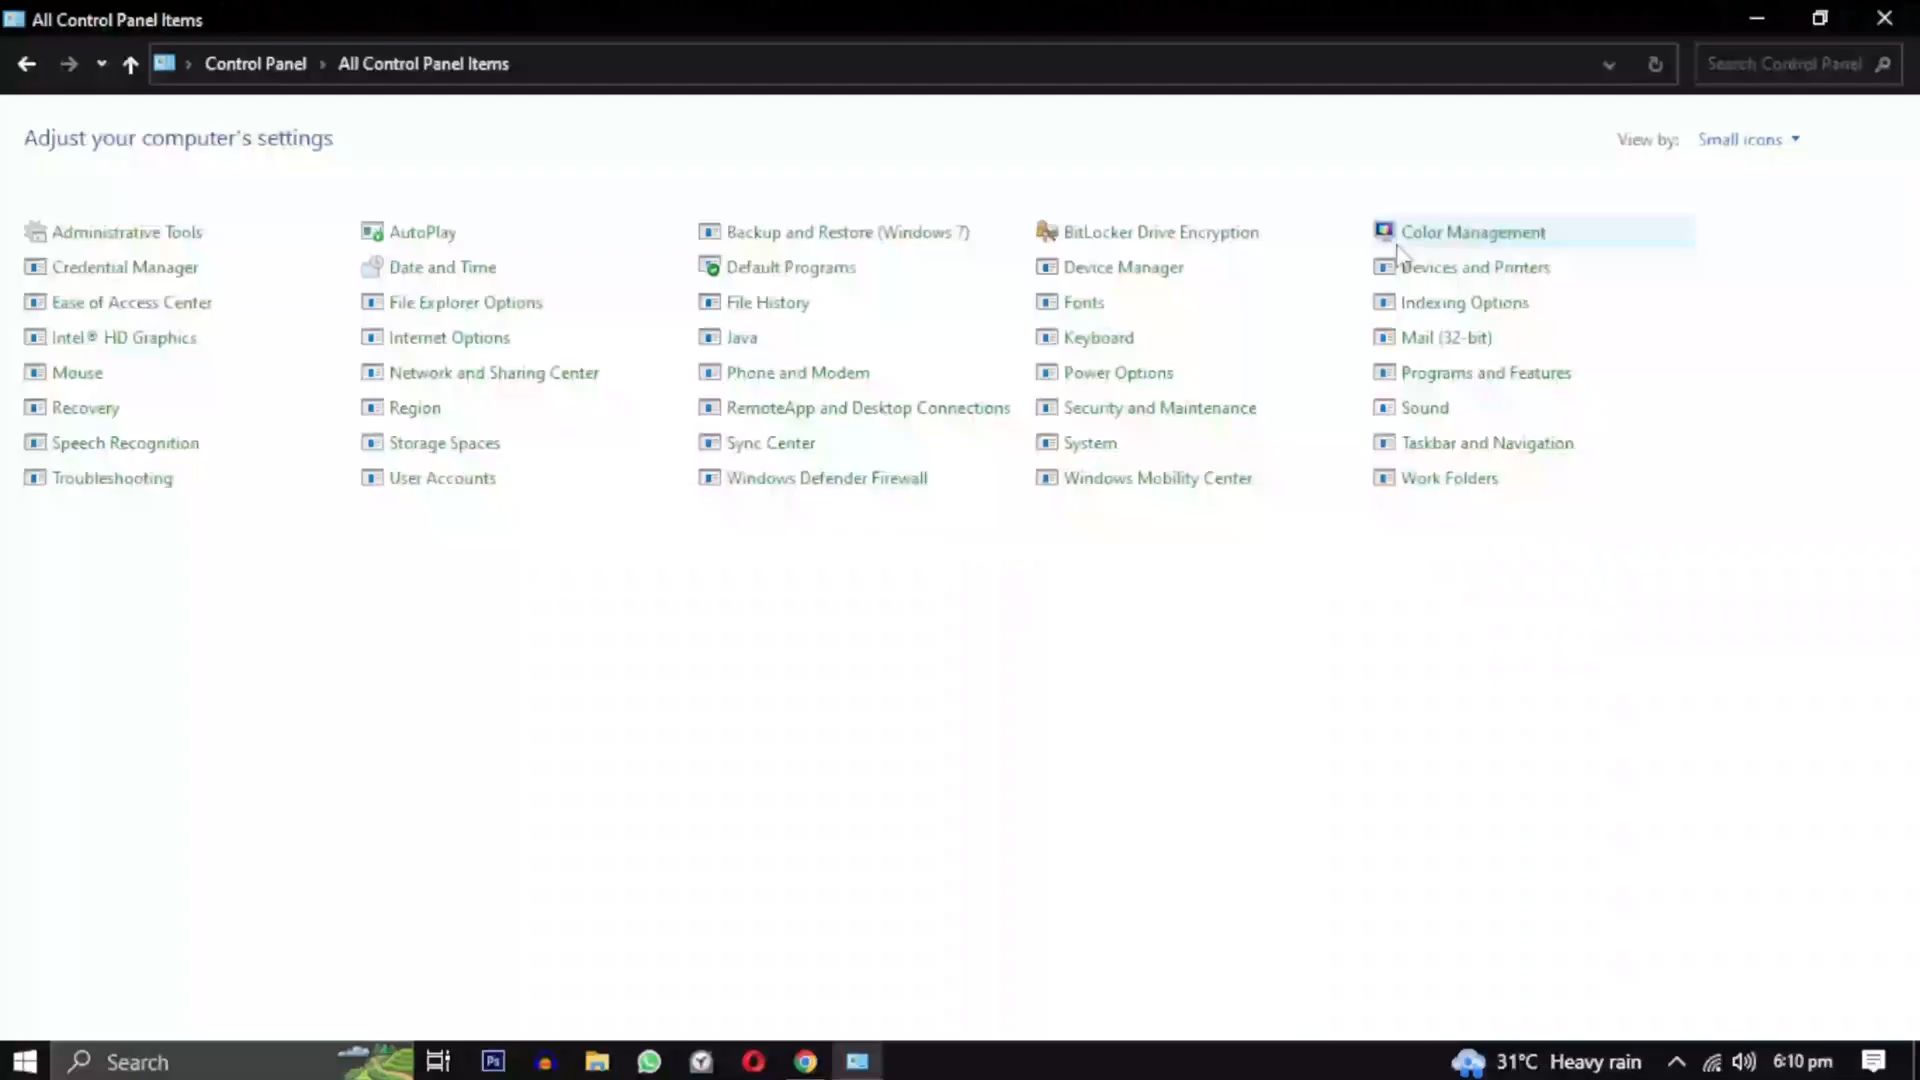 All Control Panel Items
Control Panel > All Control Panel Items
Search Control Panel
Adjust your computer's settings
View by: Small icons
Administrative Tools
AutoPlay
Backup and Restore (Windows 7)
BitLocker Drive Encryption
Color Management
Credential Manager
Date and Time
Default Programs
Device Manager
Devices and Printers
Ease of Access Center
File Explorer Options
File History
Fonts
Indexing Options
Intel® HD Graphics
Internet Options
Java
Keyboard
Mail (32-bit)
Mouse
Network and Sharing Center
Phone and Modem
Power Options
Programs and Features
Recovery
Region
RemoteApp and Desktop Connections
Security and Maintenance
Sound
Speech Recognition
Storage Spaces
Sync Center
System
Taskbar and Navigation
Troubleshooting
User Accounts
Windows Defender Firewall
Windows Mobility Center
Work Folders
Search
Ps
31°C Heavy rain
6:10 pm